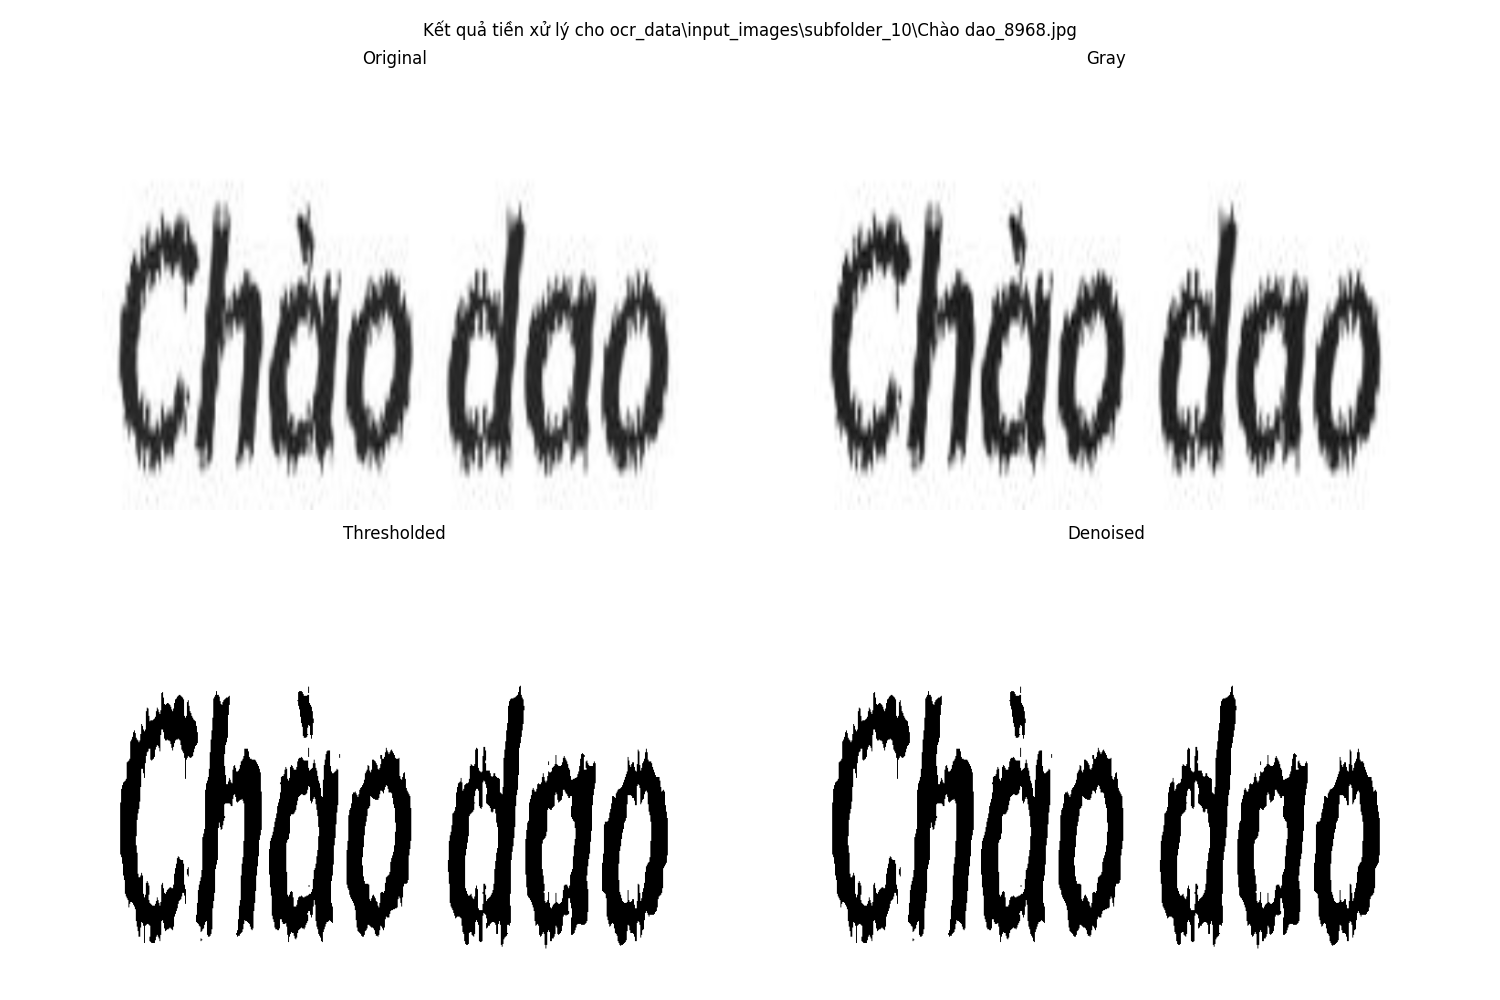 Kết quả tiền xử lý cho ocr_data\input_images\subfolder_10\Chào dao_8968.jpg
Original
Gray
Chào dao
Chào dao
Thresholded
Denoised
Chào dao
Chào dao